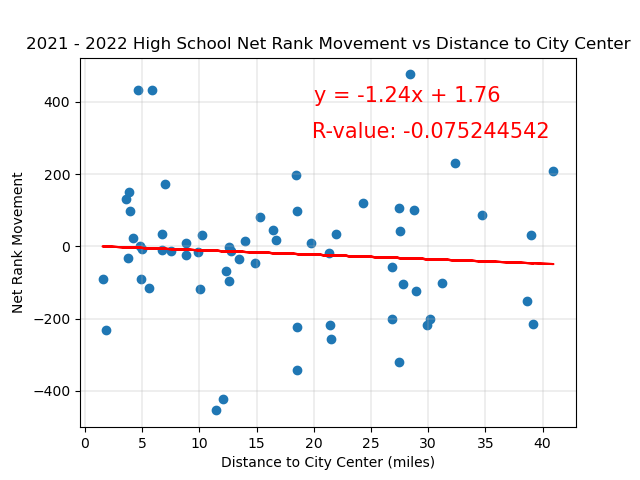 2021 - 2022 High School Net Rank Movement vs Distance to City Center
y = -1.24x + 1.76
R-value: -0.075244542
Net Rank Movement
400
200
0
−200
−400
0 5 10 15 20 25 30 35 40
Distance to City Center (miles)